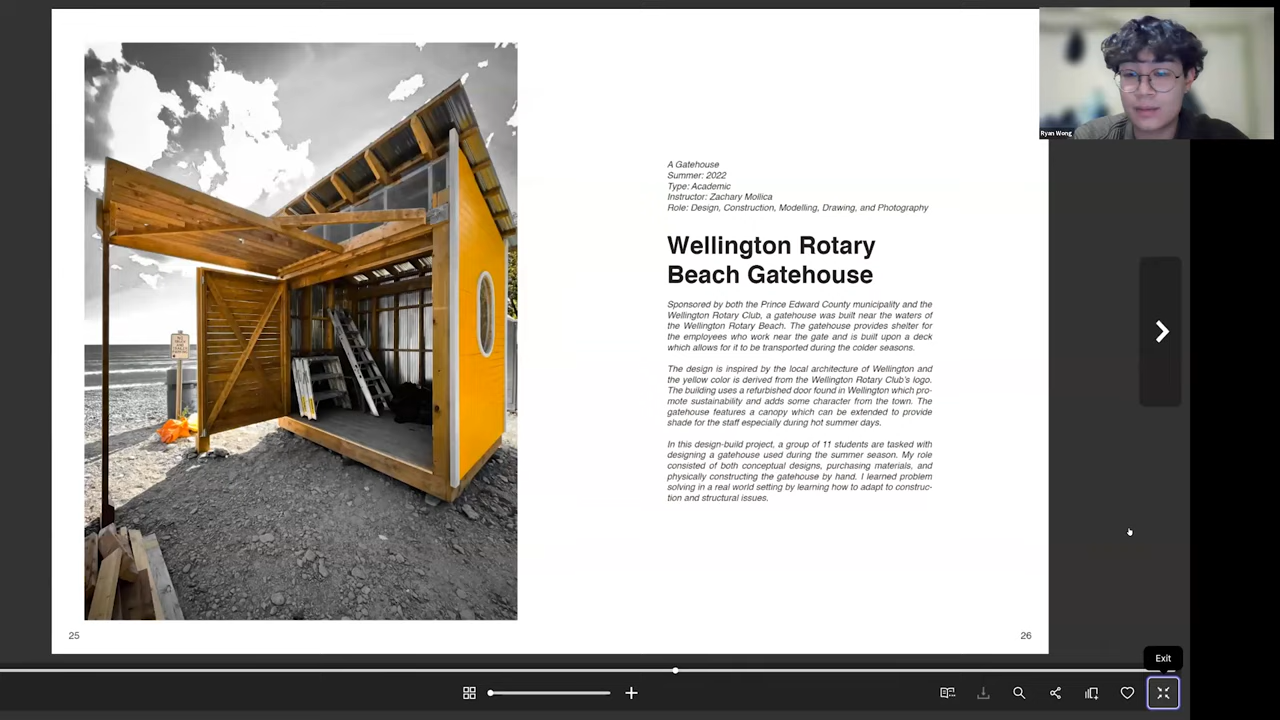 Ryan Wong
A Gatehouse
Summer: 2022
Type: Academic
Instructor: Zachary Mollica
Role: Design, Construction, Modelling, Drawing, and Photography
Wellington Rotary
Beach Gatehouse
Sponsored by both the Prince Edward County municipality and the
Wellington Rotary Club, a gatehouse was built near the waters of
the Wellington Rotary Beach. The gatehouse provides shelter for
the employees who work near the gate and is built upon a deck
which allows for it to be transported during the colder seasons.
The design is inspired by the local architecture of Wellington and
the yellow color is derived from the Wellington Rotary Club's logo.
The building uses a refurbished door found in Wellington which pro-
mote sustainability and adds some character from the town. The
gatehouse features a canopy which can be extended to provide
shade for the staff especially during hot summer days.
In this design-build project, a group of 11 students are tasked with
designing a gatehouse used during the summer season. My role
consisted of both conceptual designs, purchasing materials, and
physically constructing the gatehouse by hand. I learned problem
solving in a real world setting by learning how to adapt to construc-
tion and structural issues.
25
26
Exit